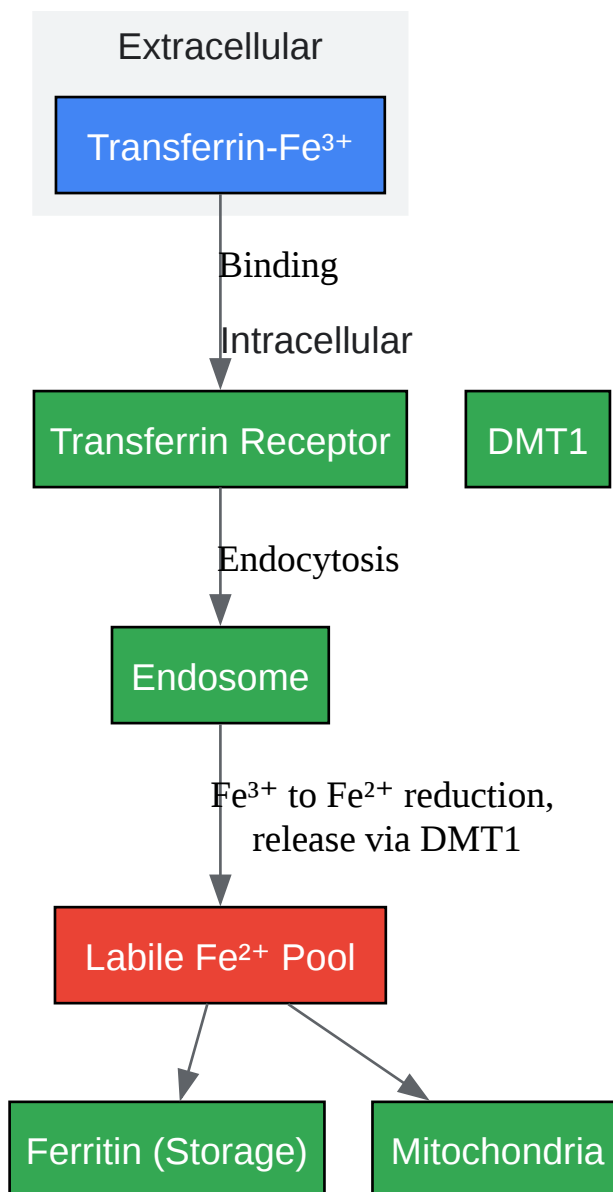 Extracellular
Transferrin-Fe³⁺
Binding
Intracellular
Transferrin Receptor
DMT1
Endocytosis
Endosome
Fe³⁺ to Fe²⁺ reduction,
release via DMT1
Labile Fe²⁺ Pool
Ferritin (Storage)
Mitochondria